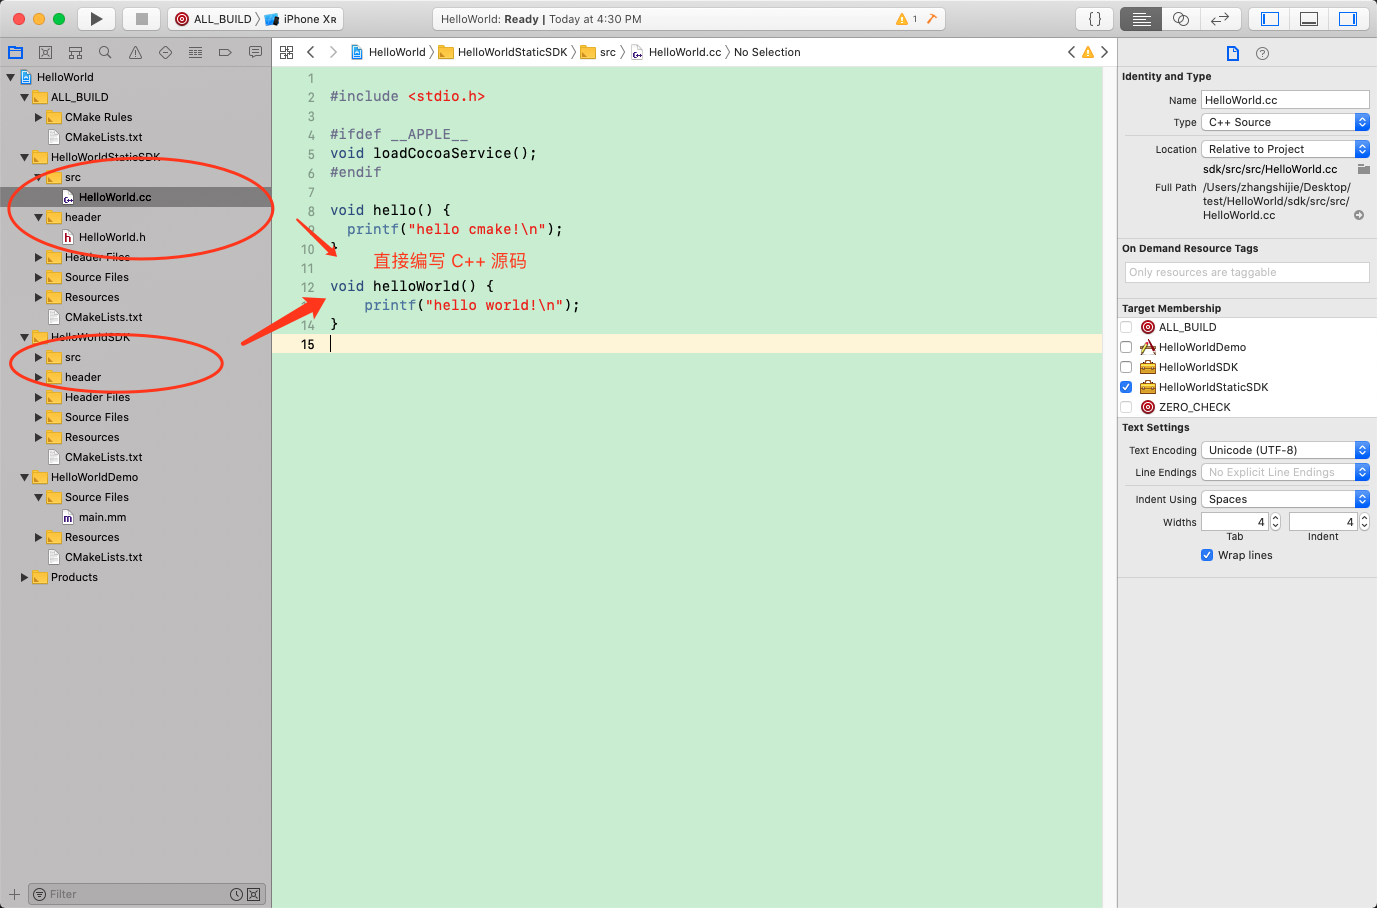 ALL_BUILD
iPhone XR
HelloWorld: Ready | Today at 4:30 PM
1
{}
HelloWorld
HelloWorldStaticSDK
src
HelloWorld.cc
No Selection
HelloWorld
ALL_BUILD
CMake Rules
CMakeLists.txt
HelloWorldStaticSDK
src
HelloWorld.cc
header
HelloWorld.h
Header Files
Source Files
Resources
CMakeLists.txt
HelloWorldSDK
src
header
Header Files
Source Files
Resources
CMakeLists.txt
HelloWorldDemo
Source Files
main.mm
Resources
CMakeLists.txt
Products
Filter
1
2 #include <stdio.h>
3
4 #ifdef __APPLE__
5 void loadCocoaService();
6 #endif
7
8 void hello() {
9 printf("hello cmake!\n");
10 }
11 直接编写 C++ 源码
12 void helloWorld() {
printf("hello world!\n");
14 }
15
Identity and Type
Name HelloWorld.cc
Type C++ Source
Location Relative to Project
sdk/src/src/HelloWorld.cc
Full Path /Users/zhangshijie/Desktop/
test/HelloWorld/sdk/src/src/
HelloWorld.cc
On Demand Resource Tags
Only resources are taggable
Target Membership
ALL_BUILD
HelloWorldDemo
HelloWorldSDK
HelloWorldStaticSDK
ZERO_CHECK
Text Settings
Text Encoding Unicode (UTF-8)
Line Endings No Explicit Line Endings
Indent Using Spaces
Widths 4 4
Tab Indent
Wrap lines